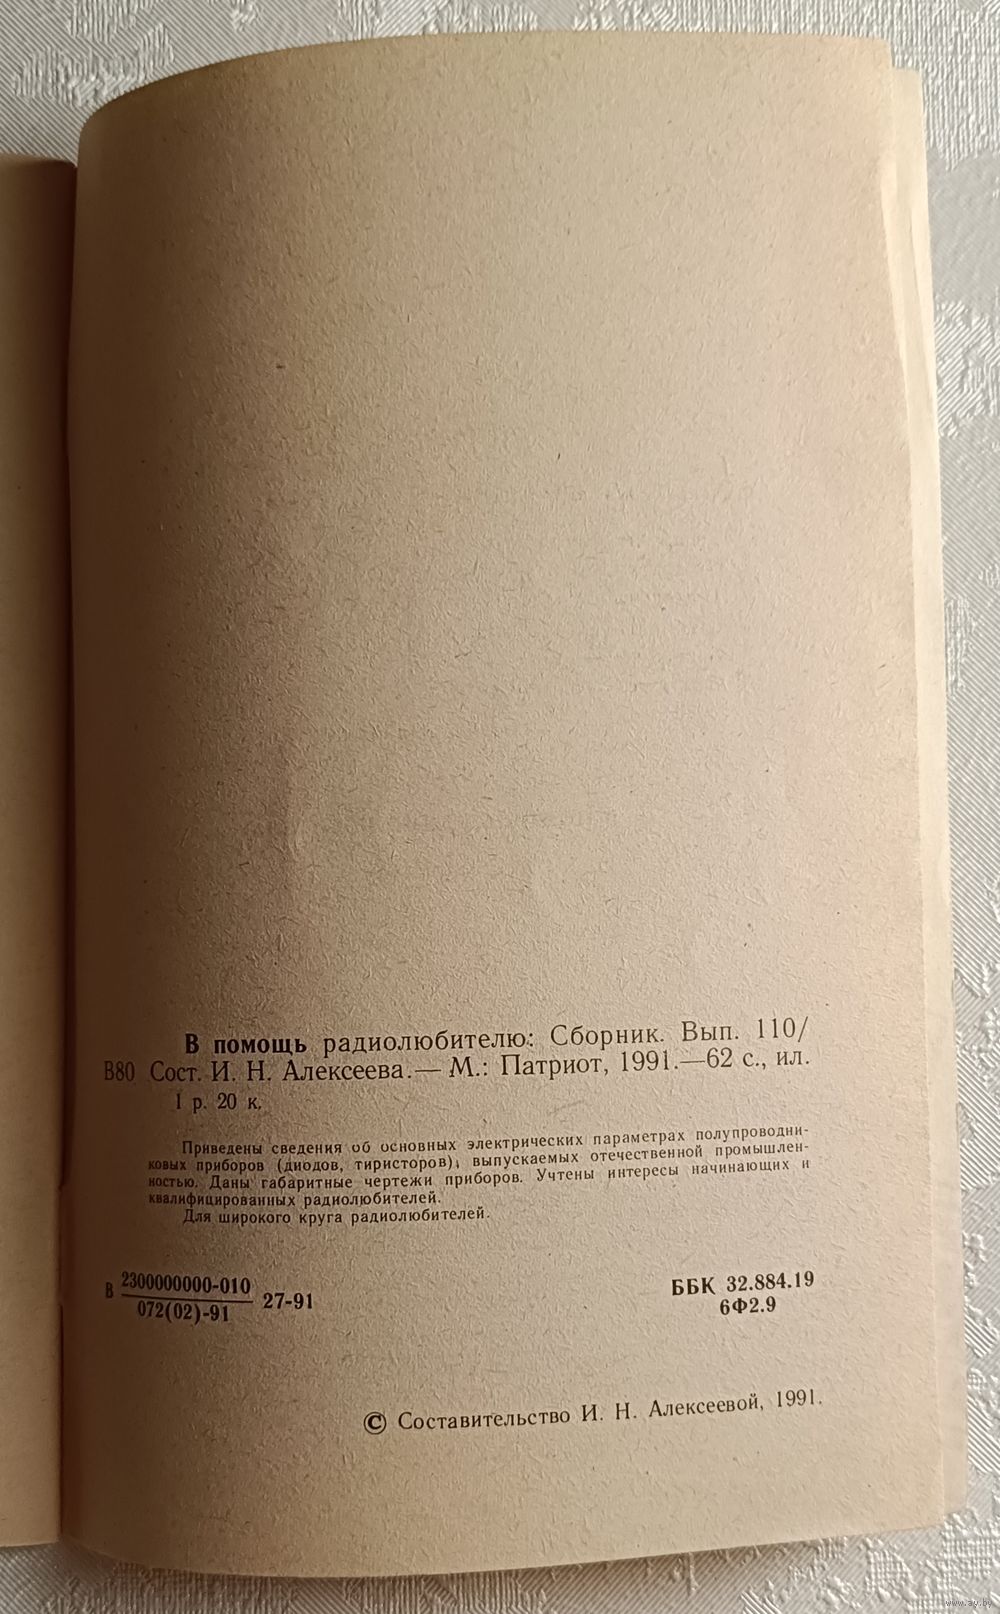 В помощь радиолюбителю: Сборник. Вып. 110/
В80 Сост. И. Н. Алексеева.— М.: Патриот, 1991.—62 с., ил.
1 р. 20 к.
Приведены сведения об основных электрических параметрах полупроводни-
ковых приборов (диодов, тиристоров), выпускаемых отечественной промышлен-
ностью. Даны габаритные чертежи приборов. Учтены интересы начинающих и
квалифицированных радиолюбителей.
Для широкого круга радиолюбителей.
В 2300000000-010
072(02)-91 27-91
ББК 32.884.19
6Ф2.9
© Составительство И. Н. Алексеевой, 1991.
www.ay.by